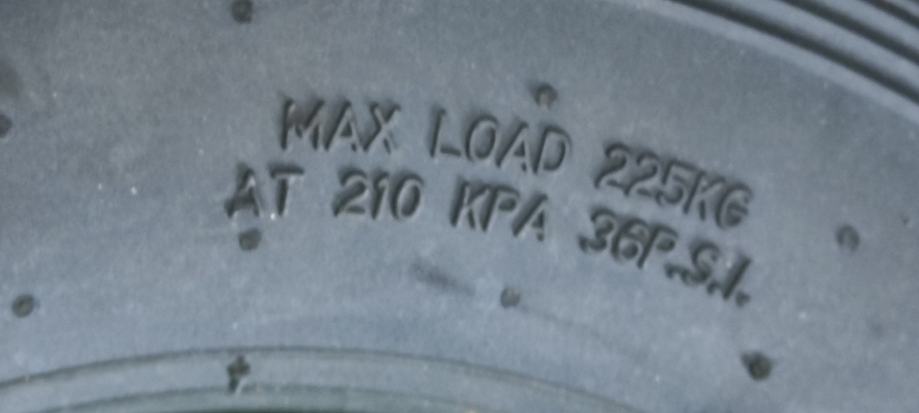 MAX LOAD 225KG
AT 210 KPA 36P.S.I.